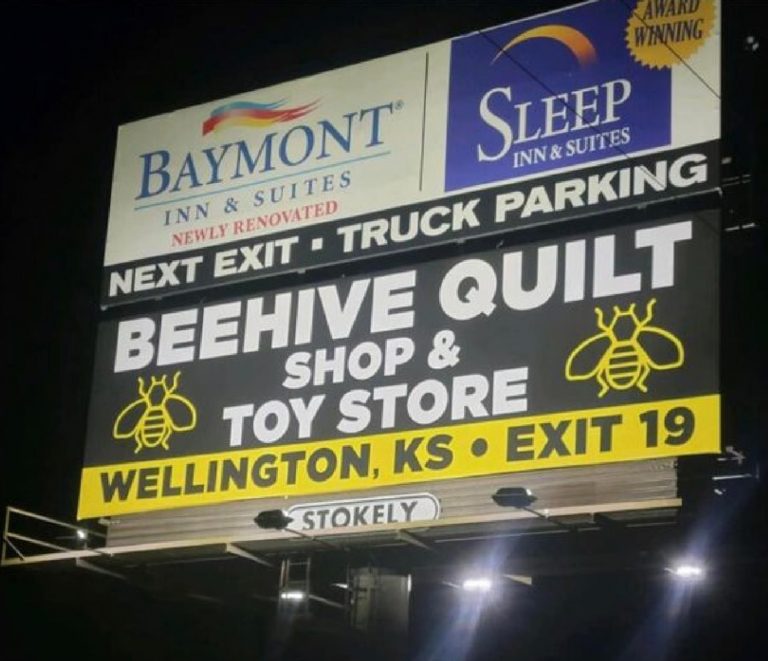 AWARD
WINNING
BAYMONT®
INN & SUITES
NEWLY RENOVATED
SLEEP
INN & SUITES
NEXT EXIT ▪ TRUCK PARKING
BEEHIVE QUILT
SHOP &
TOY STORE
WELLINGTON, KS • EXIT 19
STOKELY